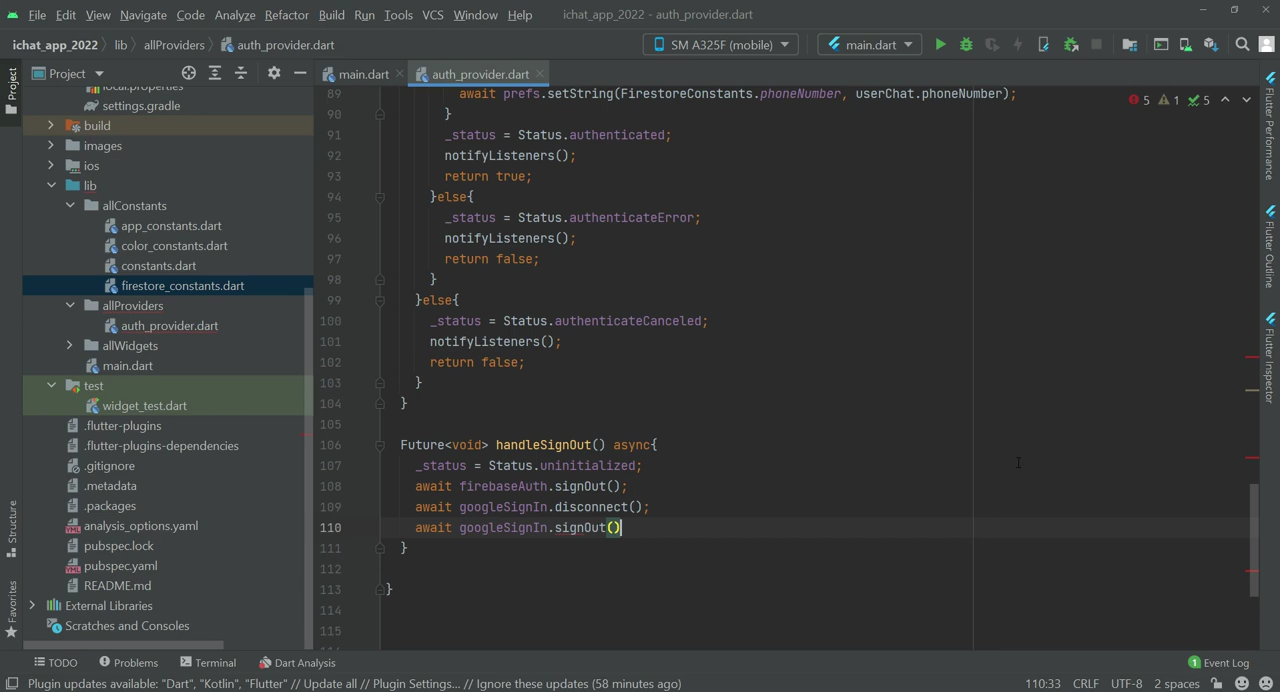 File Edit View Navigate Code Analyze Refactor Build Run Tools VCS Window Help ichat_app_2022 - auth_provider.dart
ichat_app_2022 lib allProviders auth_provider.dart SM A325F (mobile) main.dart
Project main.dart auth_provider.dart
local.properties
settings.gradle
build
images
ios
lib
allConstants
app_constants.dart
color_constants.dart
constants.dart
firestore_constants.dart
allProviders
auth_provider.dart
allWidgets
main.dart
test
widget_test.dart
.flutter-plugins
.flutter-plugins-dependencies
.gitignore
.metadata
.packages
analysis_options.yaml
pubspec.lock
pubspec.yaml
README.md
External Libraries
Scratches and Consoles
Project
Structure
Favorites
5 1 5
89 await prefs.setString(FirestoreConstants.phoneNumber, userChat.phoneNumber);
90 }
91 _status = Status.authenticated;
92 notifyListeners();
93 return true;
94 }else{
95 _status = Status.authenticateError;
96 notifyListeners();
97 return false;
98 }
99 }else{
100 _status = Status.authenticateCanceled;
101 notifyListeners();
102 return false;
103 }
104 }
105
106 Future<void> handleSignOut() async{
107 _status = Status.uninitialized;
108 await firebaseAuth.signOut();
109 await googleSignIn.disconnect();
110 await googleSignIn.signOut()
111 }
112
113 }
114
115
Flutter Performance
Flutter Outline
Flutter Inspector
TODO Problems Terminal Dart Analysis 1 Event Log
Plugin updates available: "Dart", "Kotlin", "Flutter" // Update all // Plugin Settings... // Ignore these updates (58 minutes ago) 110:33 CRLF UTF-8 2 spaces